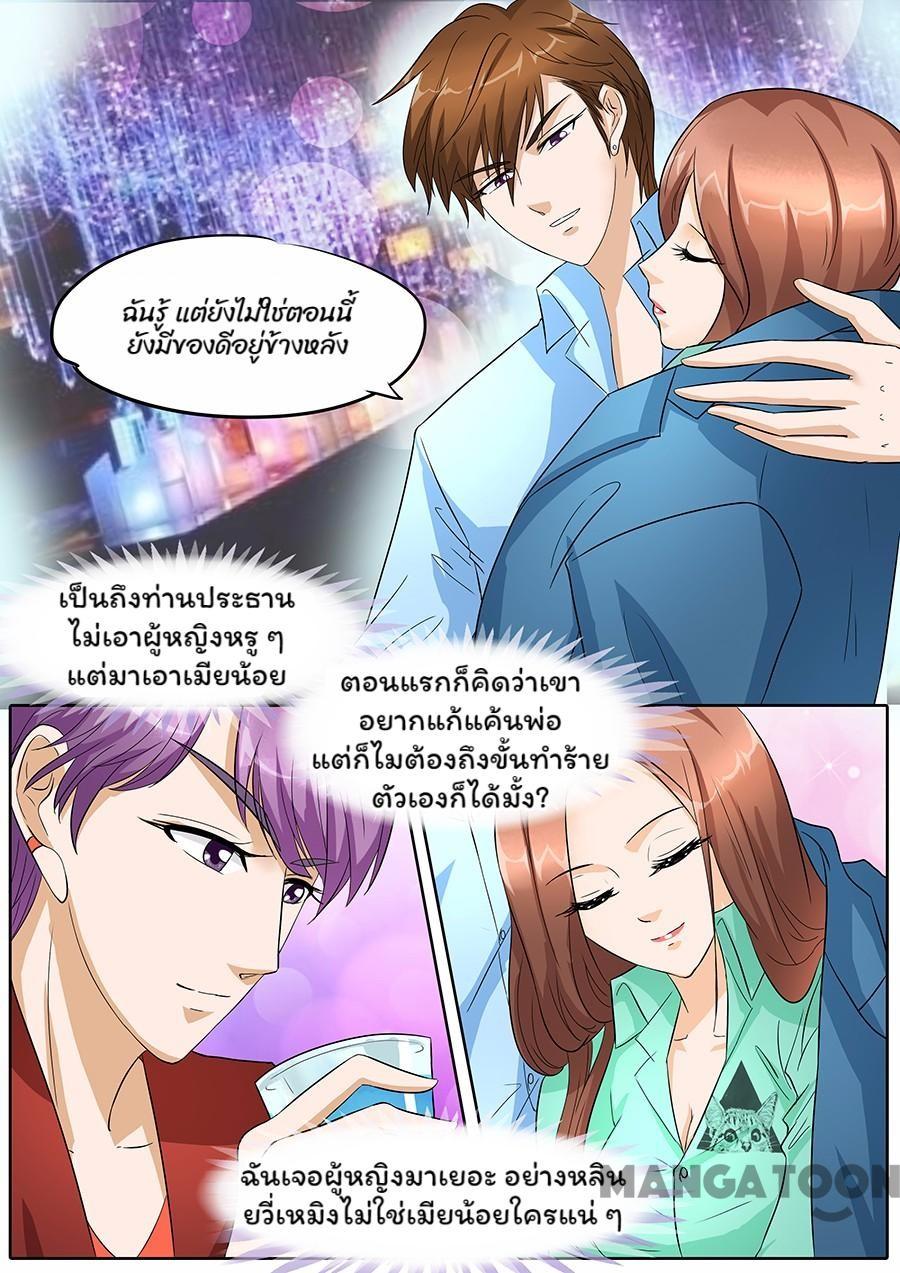 ฉันรู้ แต่ยังไม่ใช่ตอนนี้
ยังมีของดีอยู่ข้างหลัง
เป็นถึงท่านประธาน
ไม่เอาผู้หญิงหรู ๆ
แต่มาเอาเมียน้อย
ตอนแรกก็คิดว่าเขา
อยากแก้แค้นพ่อ
แต่ก็ไมต้องถึงขั้นทำร้าย
ตัวเองก็ได้มั้ง?
ฉันเจอผู้หญิงมาเยอะ อย่างหลิน
ยวี่เหมิงไม่ใช่เมียน้อยใครแน่ ๆ
MANGATOON